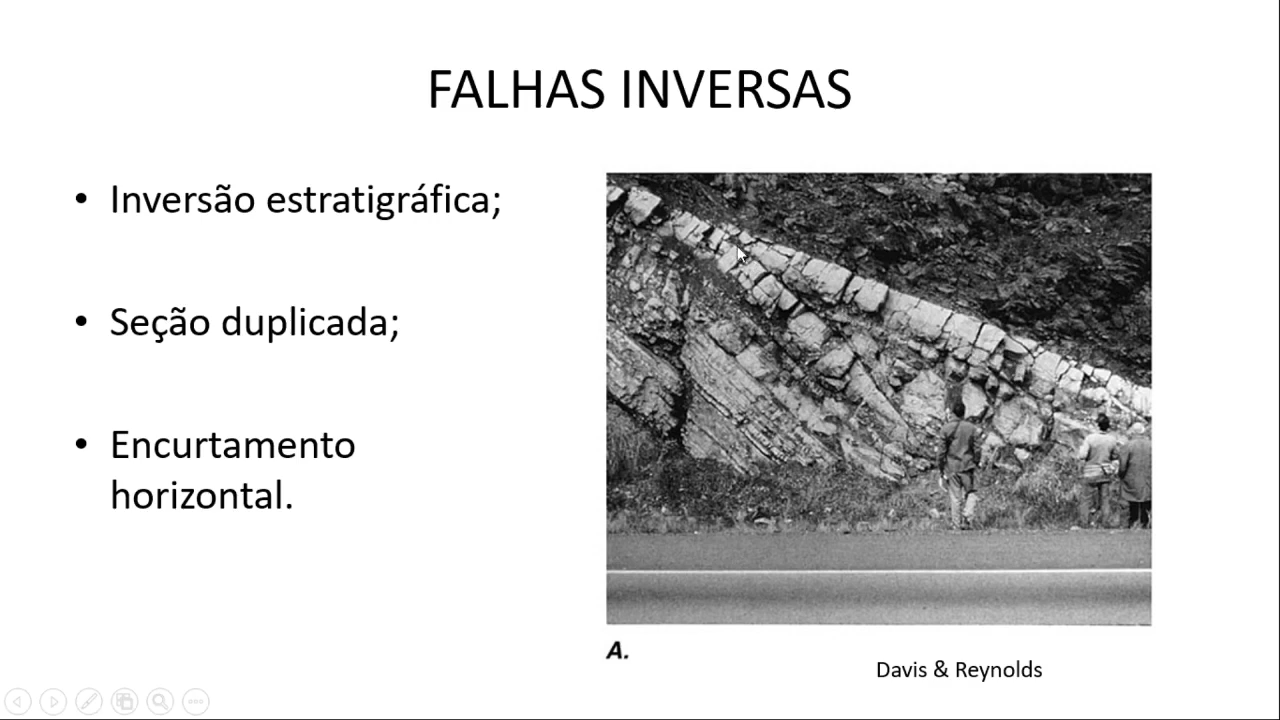 FALHAS INVERSAS
• Inversão estratigráfica;
• Seção duplicada;
• Encurtamento
horizontal.
A.
Davis & Reynolds